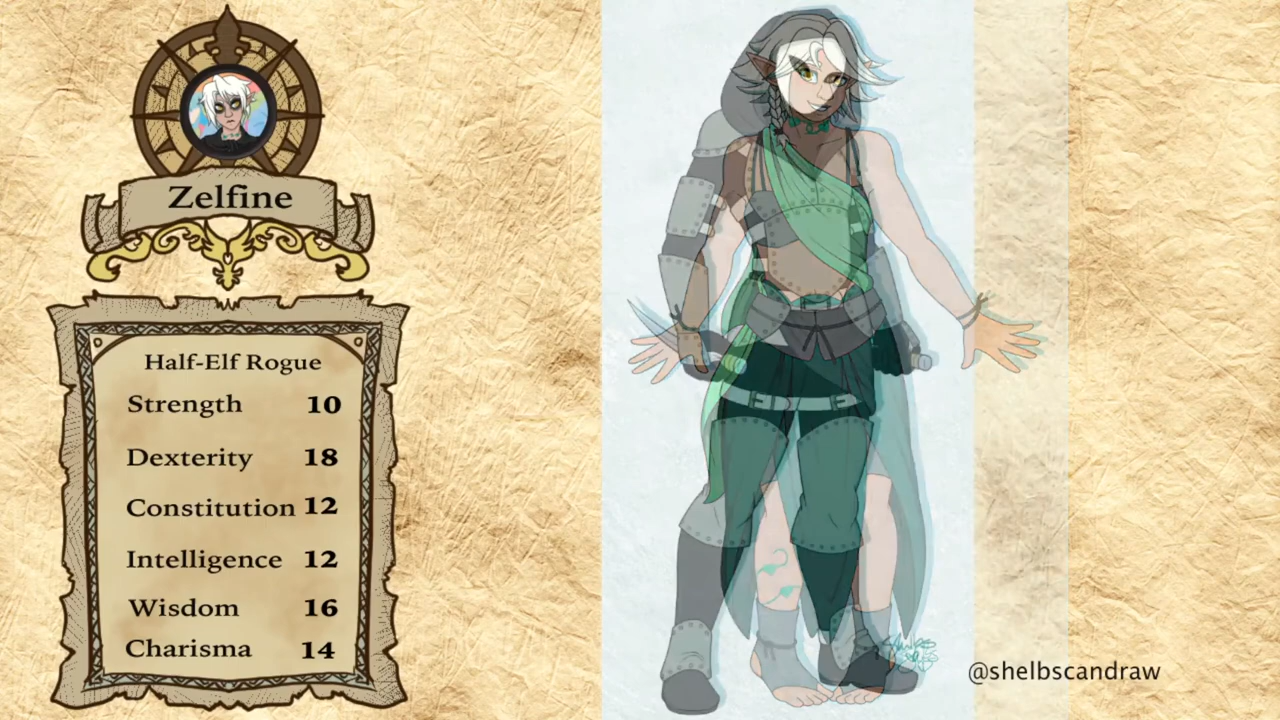 Zelfine
Half-Elf Rogue
Strength 10
Dexterity 18
Constitution 12
Intelligence 12
Wisdom 16
Charisma 14
@shelbscandraw